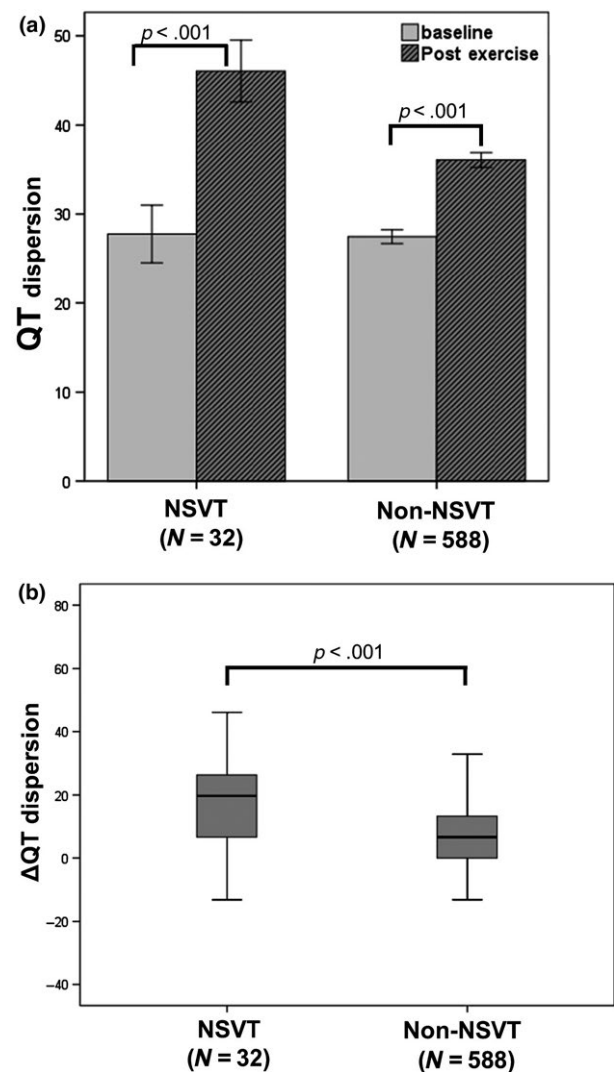 (a)
50
40
30
20
10
0
QT dispersion
p < .001
p < .001
baseline
Post exercise
NSVT
(N = 32)
Non-NSVT
(N = 588)
(b)
80
60
40
20
0
−20
−40
ΔQT dispersion
p < .001
NSVT
(N = 32)
Non-NSVT
(N = 588)